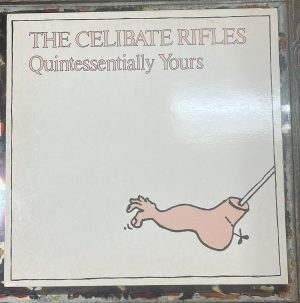 THE CELIBATE RIFLES
Quintessentially Yours